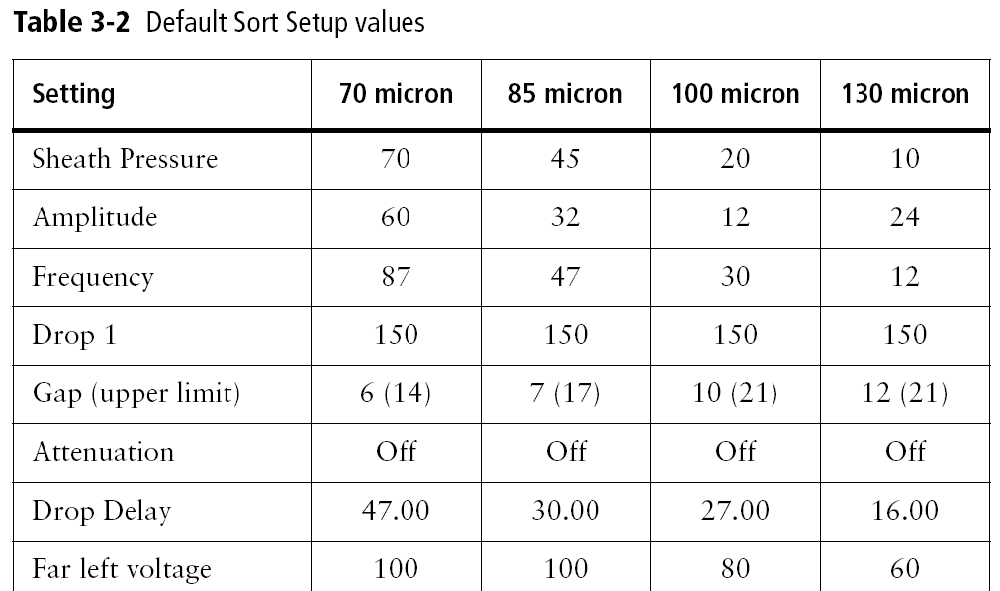 Table 3-2 Default Sort Setup values
Setting 70 micron 85 micron 100 micron 130 micron
Sheath Pressure 70 45 20 10
Amplitude 60 32 12 24
Frequency 87 47 30 12
Drop 1 150 150 150 150
Gap (upper limit) 6 (14) 7 (17) 10 (21) 12 (21)
Attenuation Off Off Off Off
Drop Delay 47.00 30.00 27.00 16.00
Far left voltage 100 100 80 60